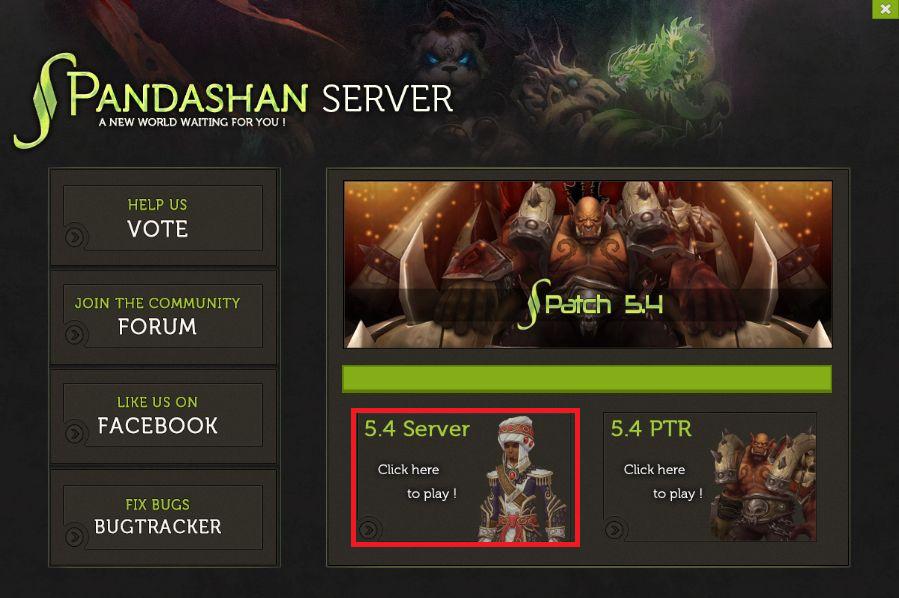 PANDASHAN SERVER
A NEW WORLD WAITING FOR YOU !
HELP US
VOTE
JOIN THE COMMUNITY
FORUM
LIKE US ON
FACEBOOK
FIX BUGS
BUGTRACKER
Patch 5.4
5.4 Server
Click here
to play !
5.4 PTR
Click here
to play !